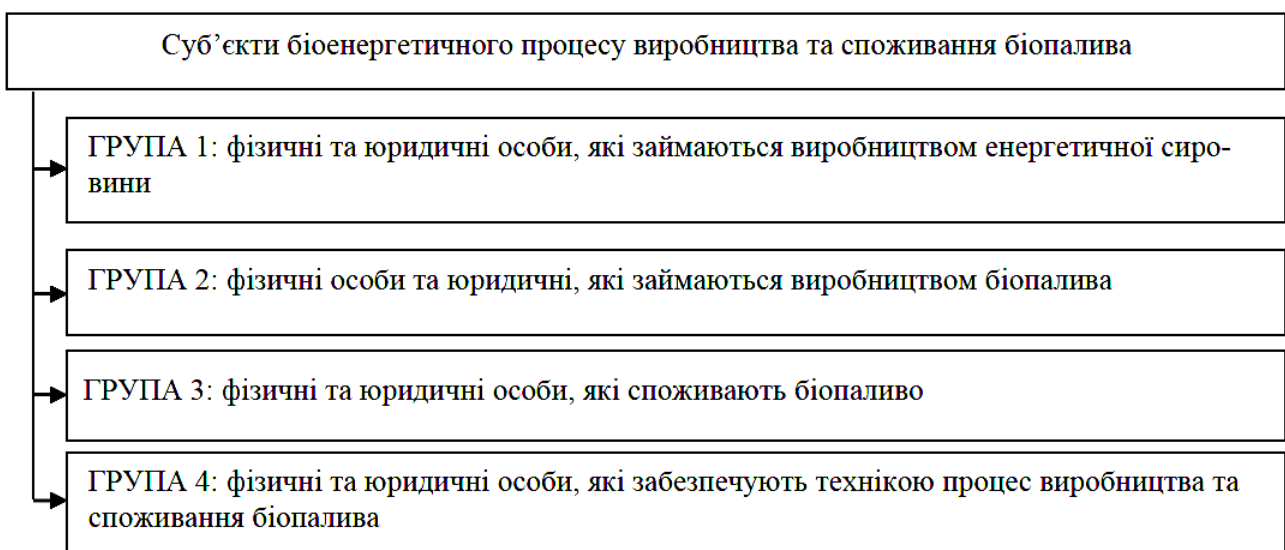 Суб’єкти біоенергетичного процесу виробництва та споживання біопалива
ГРУПА 1: фізичні та юридичні особи, які займаються виробництвом енергетичної сиро-
вини
ГРУПА 2: фізичні особи та юридичні, які займаються виробництвом біопалива
ГРУПА 3: фізичні та юридичні особи, які споживають біопаливо
ГРУПА 4: фізичні та юридичні особи, які забезпечують технікою процес виробництва та
споживання біопалива